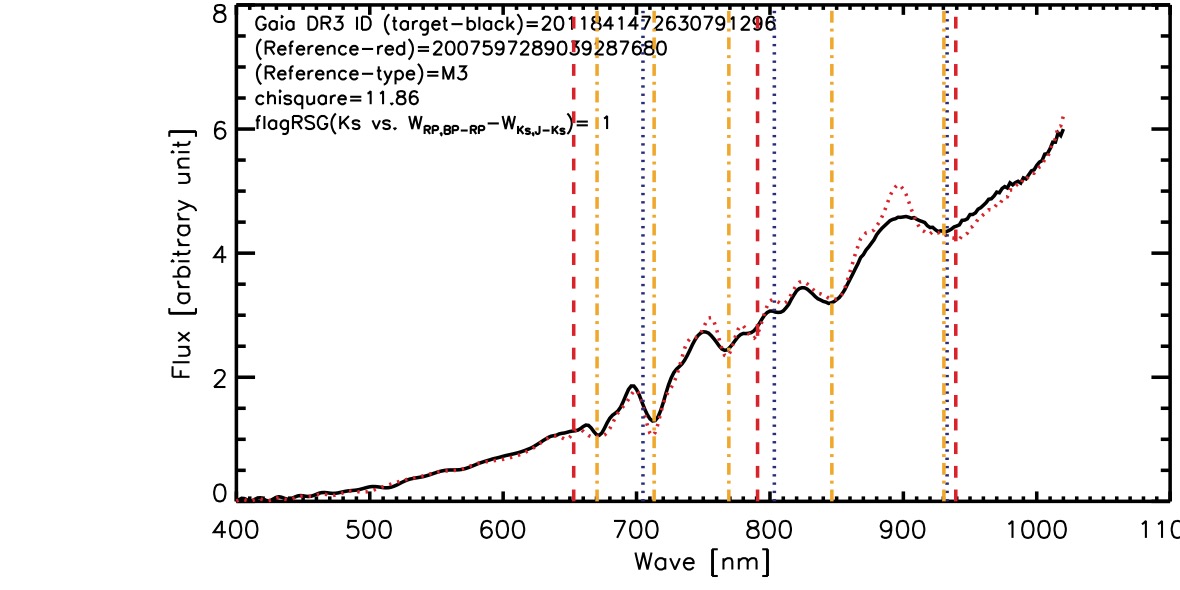 8
Gaia DR3 ID (target-black)=2011841472630791296
(Reference-red)=2007597289039287680
(Reference-type)=M3
chisquare=11.86
flagRSG(Ks vs. WRP,BP-RP-WKs,J-Ks)= 1
6
4
2
0
Flux [arbitrary unit]
400 500 600 700 800 900 1000 110
Wave [nm]